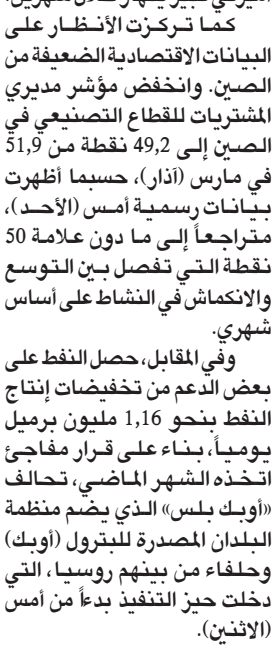 كما تركزت الأنظار على
البيانات الاقتصادية الضعيفة من
الصين. وانخفض مؤشر مديري
المشتريات للقطاع التصنيعي في
الصين إلى 49,2 نقطة من 51,9
في مارس (آذار)، حسبما أظهرت
بيانات رسمية أمس (الأحد)،
متراجعاً إلى ما دون علامة 50
نقطة التي تفصل بين التوسع
والانكماش في النشاط على أساس
شهري.
وفي المقابل، حصل النفط على
بعض الدعم من تخفيضات إنتاج
النفط بنحو 1,16 مليون برميل
يومياً، بناء على قرار مفاجئ
اتخذه الشهر الماضي، تحالف
«أوبك بلس» الذي يضم منظمة
البلدان المصدرة للبترول (أوبك)
وحلفاء من بينهم روسيا، التي
دخلت حيز التنفيذ بدءاً من أمس
(الاثنين).